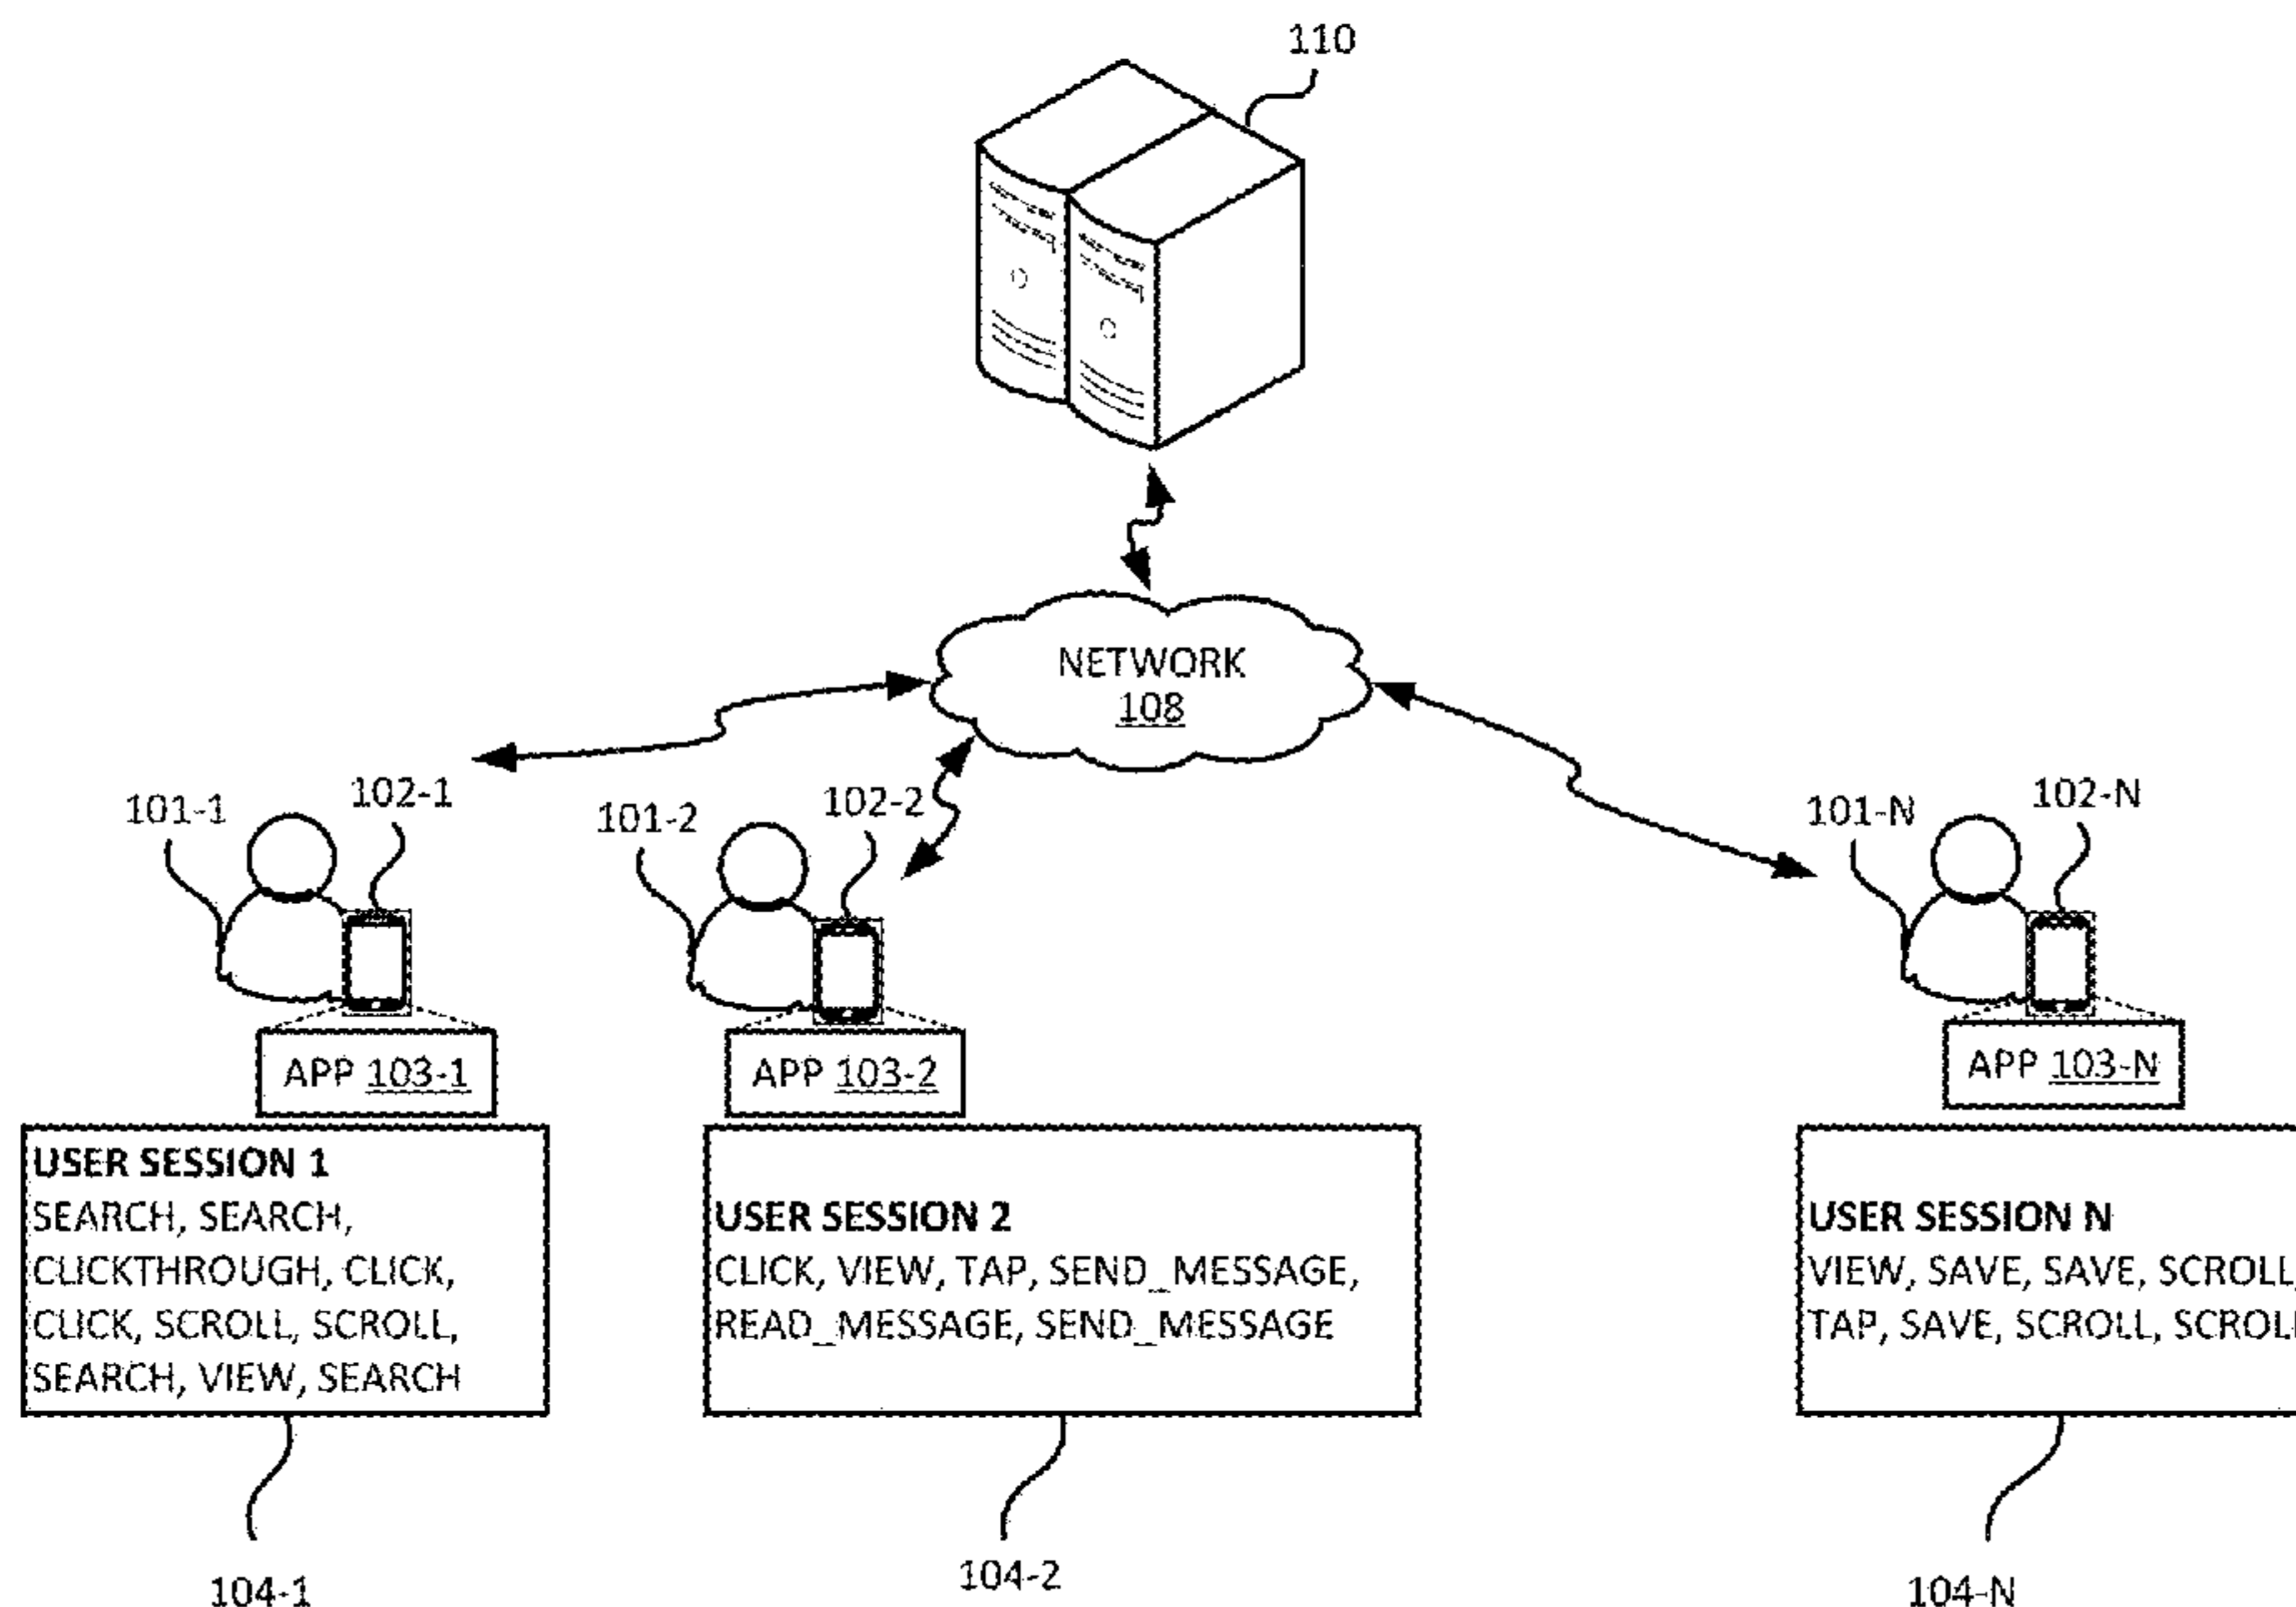 110
NETWORK
108
101-1
102-1
101-2
102-2
101-N
102-N
APP 103-1
APP 103-2
APP 103-N
USER SESSION 1
SEARCH, SEARCH,
CLICKTHROUGH, CLICK,
CLICK, SCROLL, SCROLL,
SEARCH, VIEW, SEARCH
USER SESSION 2
CLICK, VIEW, TAP, SEND_MESSAGE,
READ_MESSAGE, SEND_MESSAGE
USER SESSION N
VIEW, SAVE, SAVE, SCROLL,
TAP, SAVE, SCROLL, SCROLL
104-1
104-2
104-N